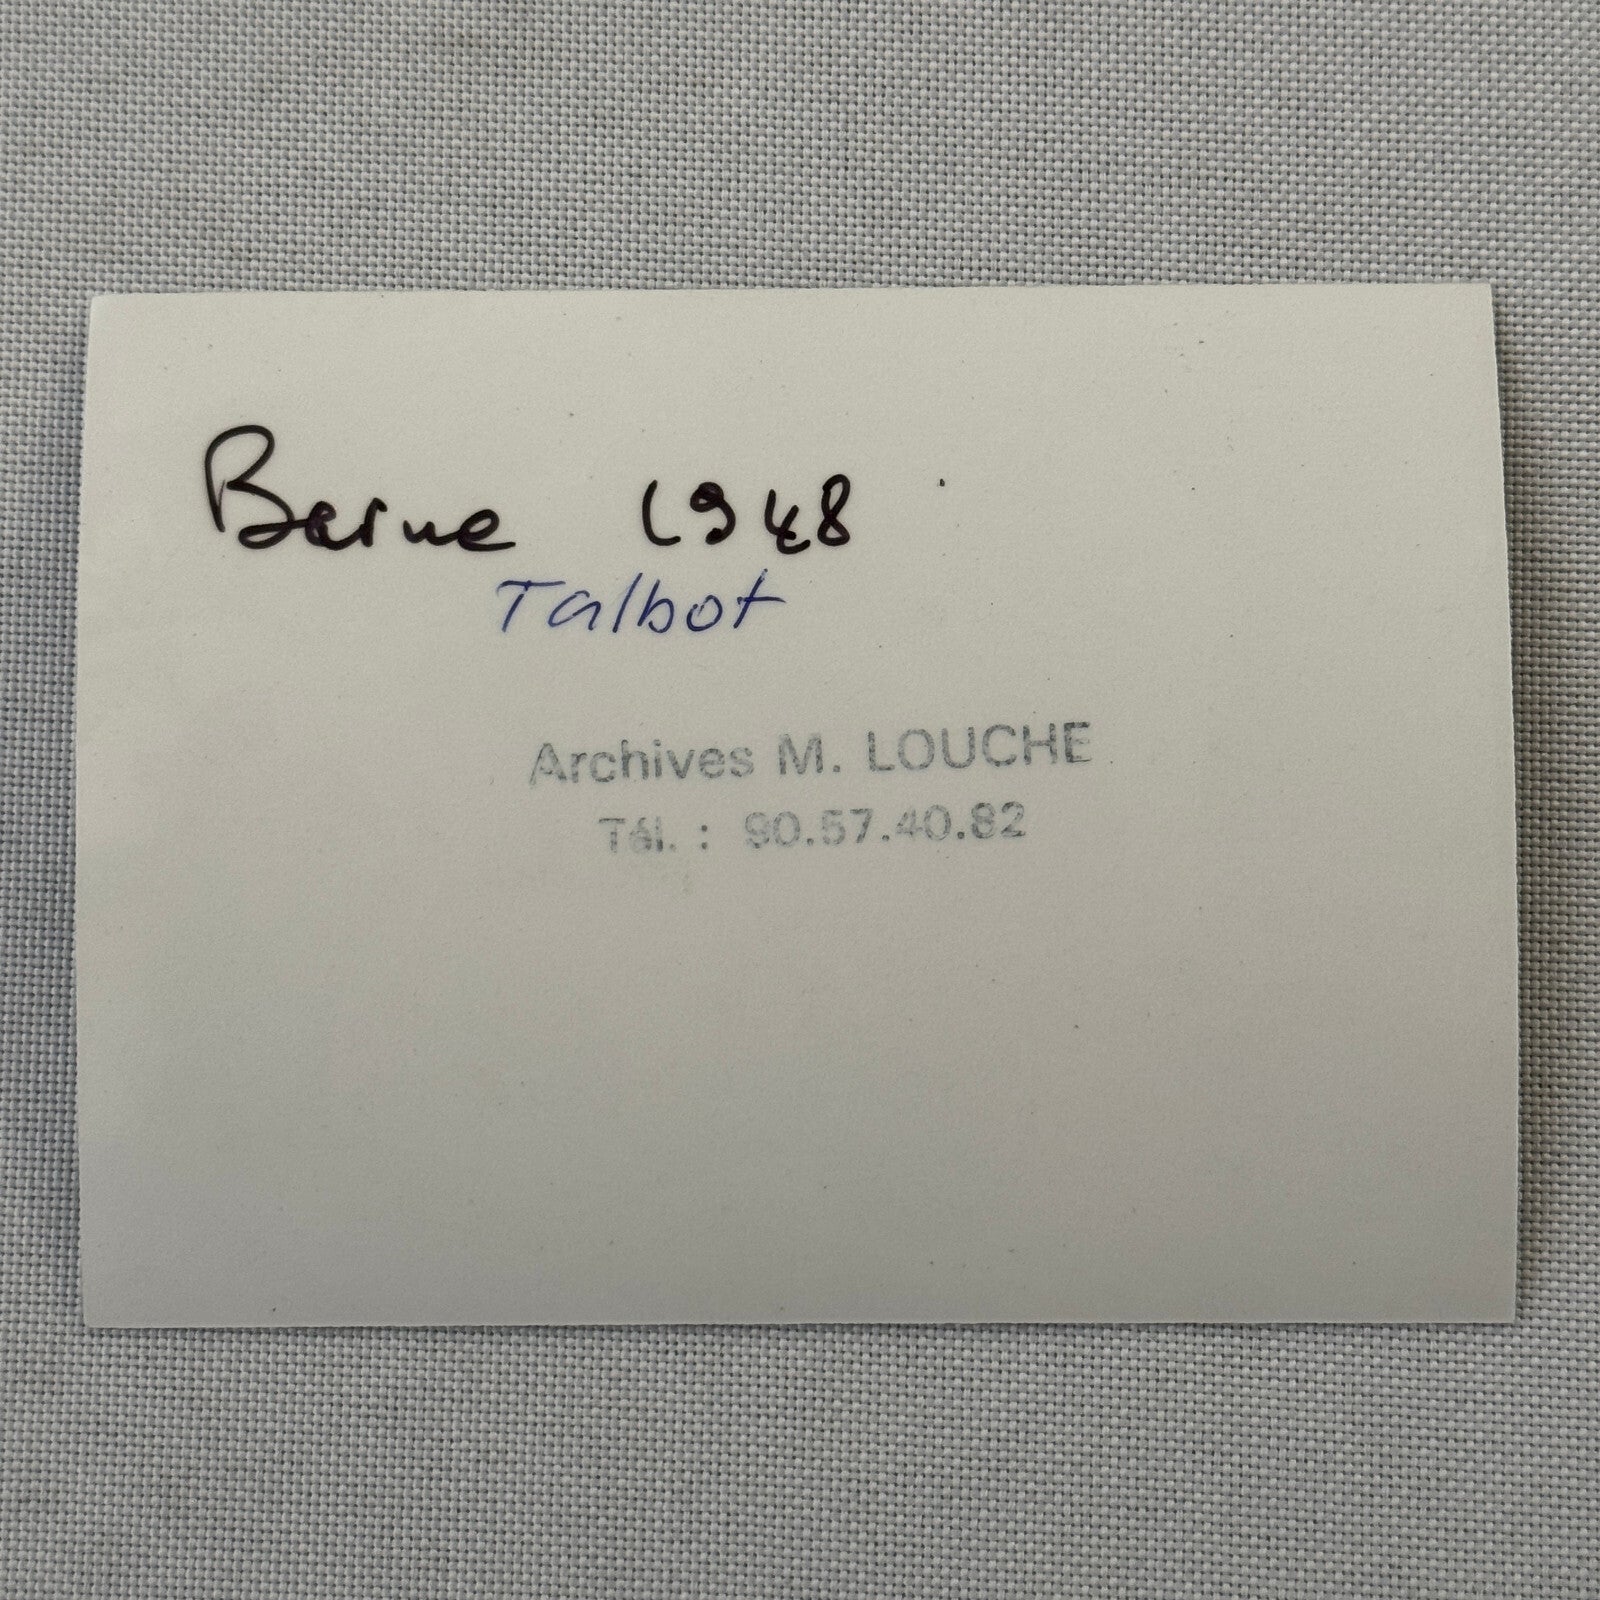 Berne 1948
Talbot
Archives M. LOUCHE
Tél. : 90.57.40.82